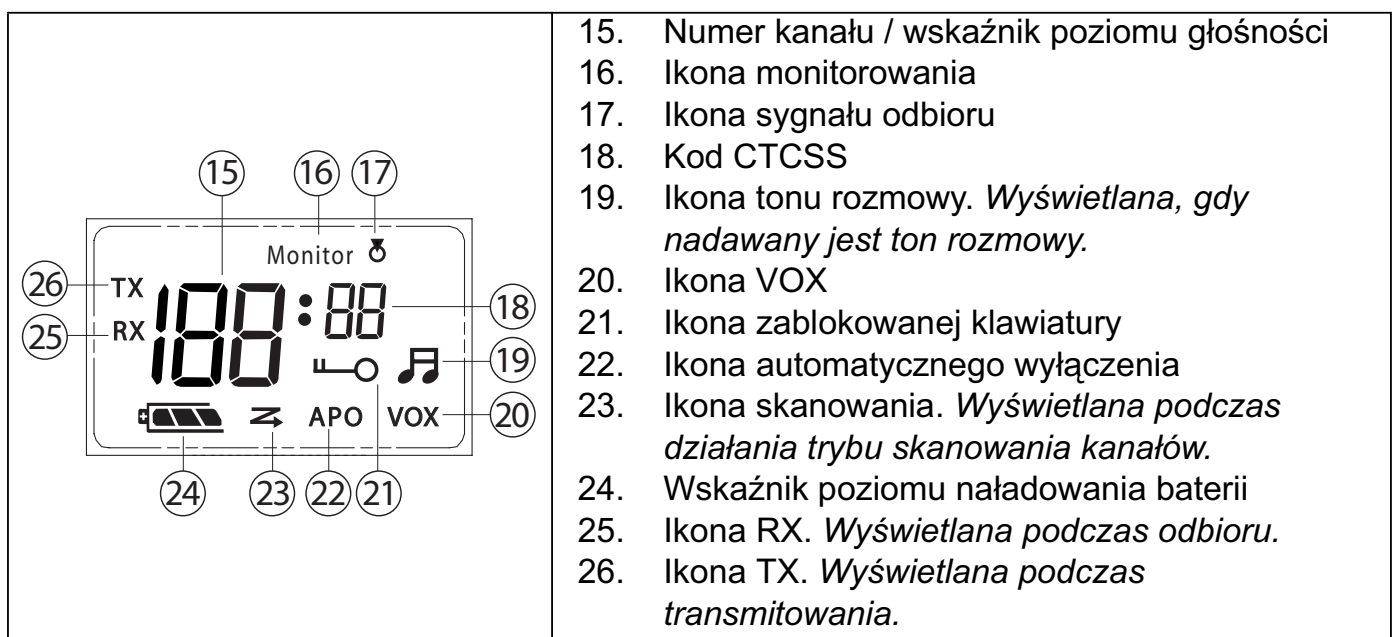 15 16 17
Monitor
26 TX 188:88 18
25 RX
19
+ APO VOX 20
24 23 22 21
15. Numer kanału / wskaźnik poziomu głośności
16. Ikona monitorowania
17. Ikona sygnału odbioru
18. Kod CTCSS
19. Ikona tonu rozmowy. Wyświetlana, gdy
nadawany jest ton rozmowy.
20. Ikona VOX
21. Ikona zablokowanej klawiatury
22. Ikona automatycznego wyłączenia
23. Ikona skanowania. Wyświetlana podczas
działania trybu skanowania kanałów.
24. Wskaźnik poziomu naładowania baterii
25. Ikona RX. Wyświetlana podczas odbioru.
26. Ikona TX. Wyświetlana podczas
transmitowania.